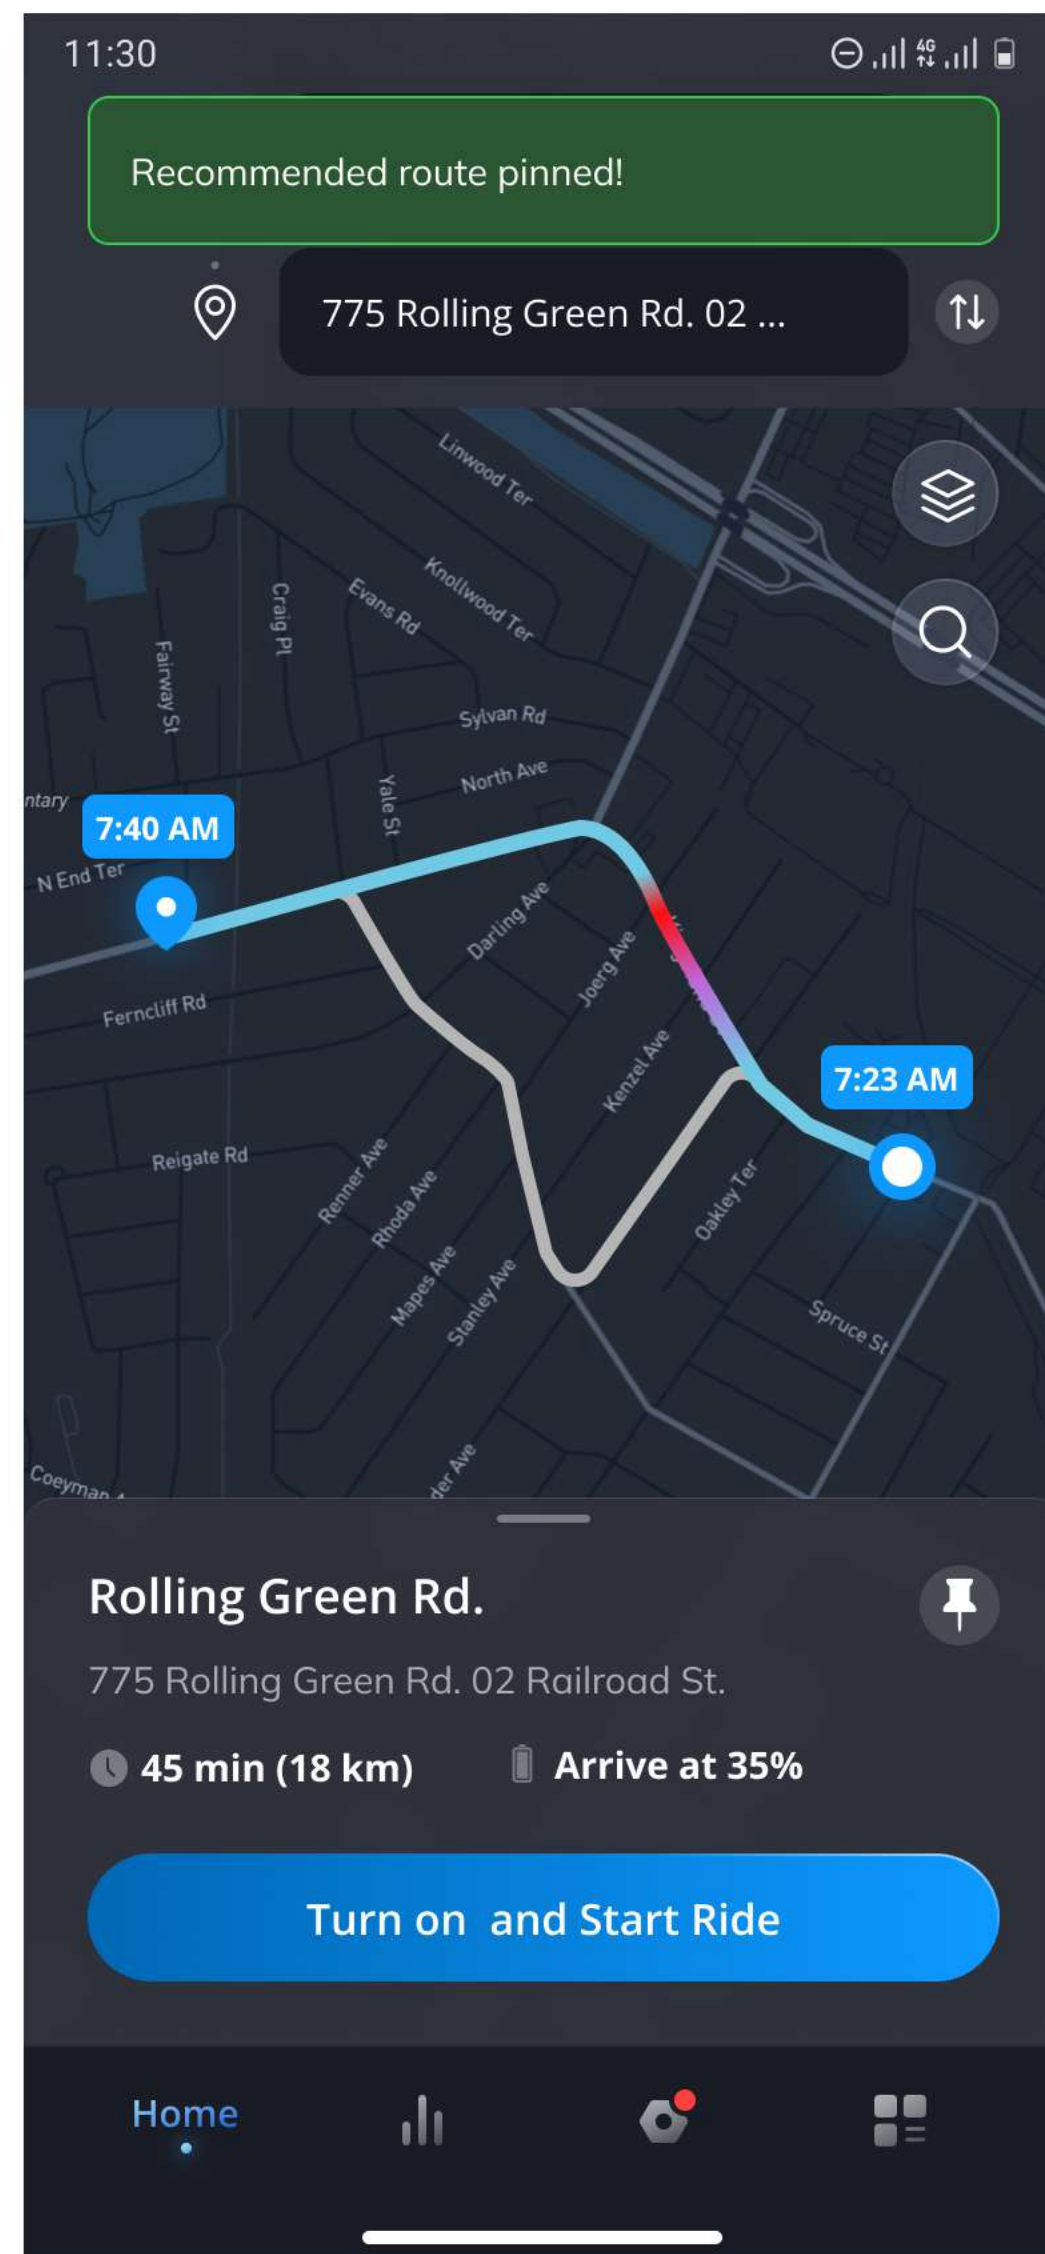 11:30
4G
Recommended route pinned!
775 Rolling Green Rd. 02 ...
Linwood Ter
Knollwood Ter
Evans Rd
Craig Pl
Fairway St
Sylvan Rd
North Ave
Yale St
ntary
7:40 AM
N End Ter
Darling Ave
Joerg Ave
Ferncliff Rd
Kenzel Ave
7:23 AM
Reigate Rd
Renner Ave
Rhoda Ave
Oakley Ter
Mapes Ave
Stanley Ave
Spruce St
der Ave
Coeyman
Rolling Green Rd.
775 Rolling Green Rd. 02 Railroad St.
45 min (18 km)
Arrive at 35%
Turn on and Start Ride
Home